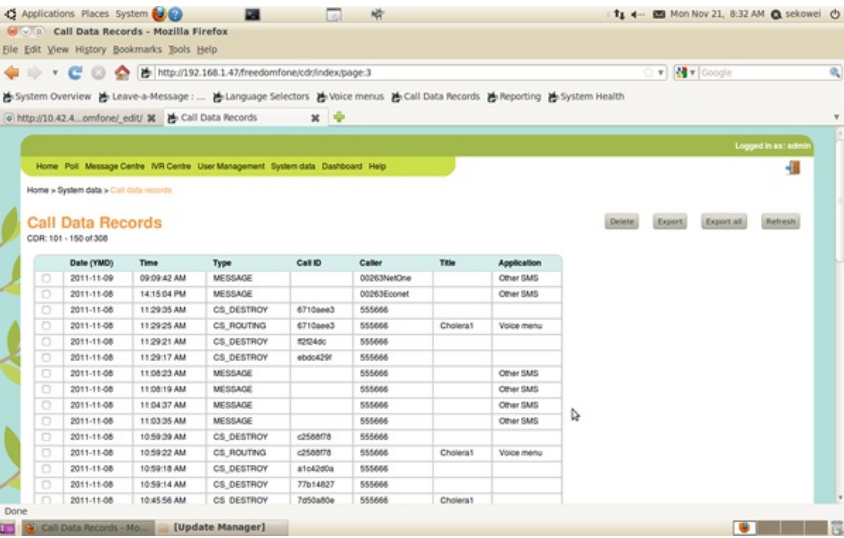 Applications Places System Mon Nov 21, 8:32 AM sekowei
Call Data Records - Mozilla Firefox
File Edit View History Bookmarks Tools Help
http://192.168.1.47/freedomfone/cdr/index/page:3 Google
System Overview Leave-a-Message : ... Language Selectors Voice menus Call Data Records Reporting System Health
http://10.42.4...omfone/_edit/ Call Data Records
Logged in as: admin
Home Poll Message Centre IVR Centre User Management System data Dashboard Help
Home > System data > Call data records
Call Data Records Delete Export Export all Refresh
CDR: 101 - 150 of 308
Date (YMD) Time Type Call ID Caller Title Application
2011-11-09 09:09:42 AM MESSAGE 00263NetOne Other SMS
2011-11-08 14:15:04 PM MESSAGE 00263Econet Other SMS
2011-11-08 11:29:35 AM CS_DESTROY 6710aee3 555666
2011-11-08 11:29:25 AM CS_ROUTING 6710aee3 555666 Cholera1 Voice menu
2011-11-08 11:29:21 AM CS_DESTROY ff2f24dc 555666
2011-11-08 11:29:17 AM CS_DESTROY ebdc429f 555666
2011-11-08 11:08:23 AM MESSAGE 555666 Other SMS
2011-11-08 11:08:19 AM MESSAGE 555666 Other SMS
2011-11-08 11:04:37 AM MESSAGE 555666 Other SMS
2011-11-08 11:03:35 AM MESSAGE 555666 Other SMS
2011-11-08 10:59:39 AM CS_DESTROY c2588f78 555666
2011-11-08 10:59:22 AM CS_ROUTING c2588f78 555666 Cholera1 Voice menu
2011-11-08 10:59:18 AM CS_DESTROY a1c42d0a 555666
2011-11-08 10:59:14 AM CS_DESTROY 77b14827 555666
2011-11-08 10:45:56 AM CS_DESTROY 7d50a80e 555666 Cholera1
Done
Call Data Records - Mo... [Update Manager]